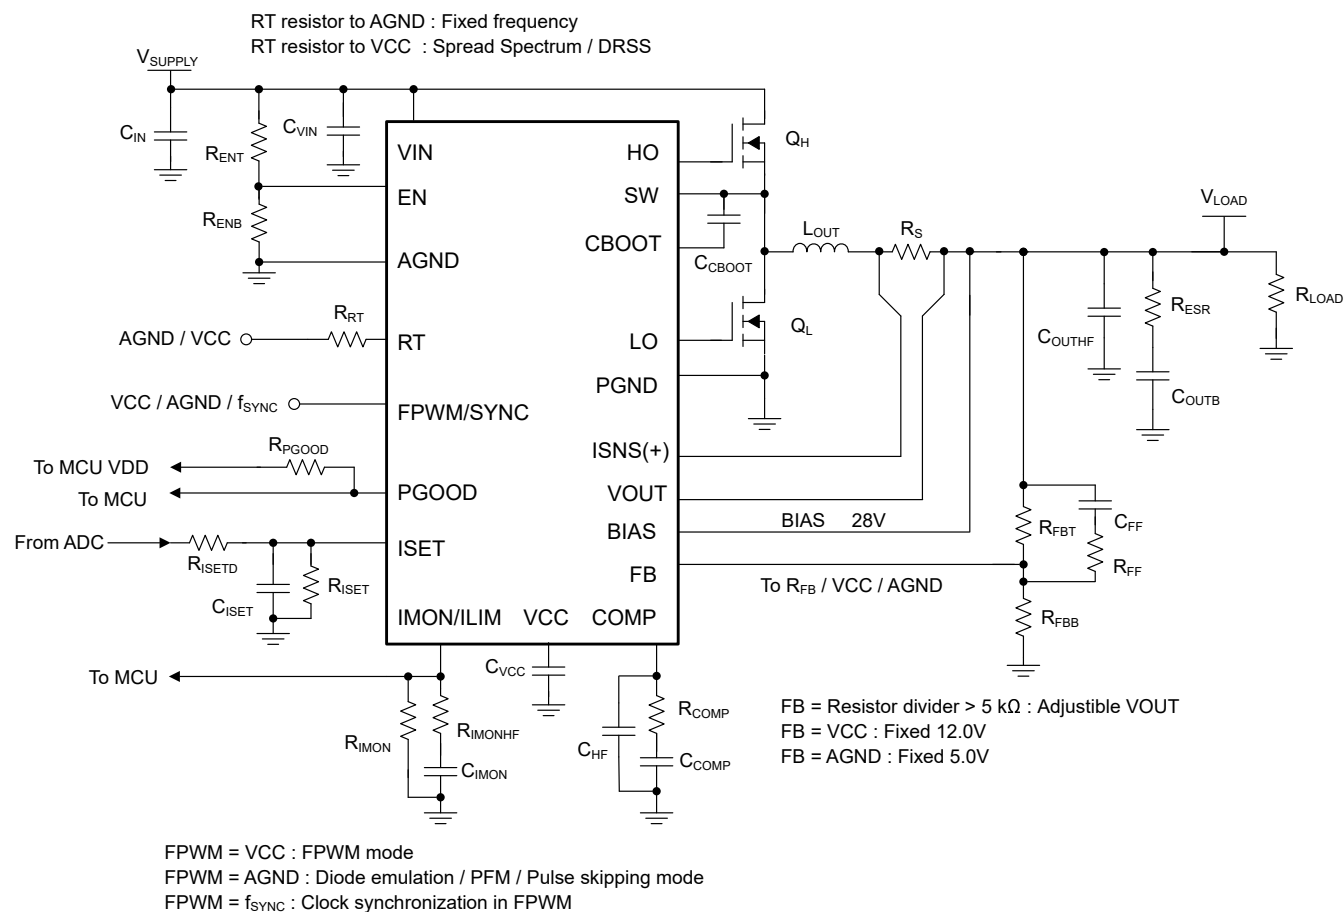 RT resistor to AGND : Fixed frequency
RT resistor to VCC : Spread Spectrum / DRSS
VSUPPLY
CIN
RENT
CVIN
RENB
VIN
EN
AGND
HO
SW
CBOOT
QH
CCBOOT
LOUT
RS
VLOAD
RRT
AGND / VCC
RT
LO
QL
PGND
COUTHF
RESR
RLOAD
COUTB
VCC / AGND / fSYNC
FPWM/SYNC
RPGOOD
To MCU VDD
To MCU
PGOOD
ISNS(+)
VOUT
BIAS
BIAS 28V
From ADC
RISETD
ISET
CISET
RISET
FB
To RFB / VCC / AGND
RFBT
CFF
RFF
RFBB
IMON/ILIM
VCC
COMP
To MCU
CVCC
RIMON
RIMONHF
CIMON
CHF
RCOMP
CCOMP
FB = Resistor divider > 5 kΩ : Adjustible VOUT
FB = VCC : Fixed 12.0V
FB = AGND : Fixed 5.0V
FPWM = VCC : FPWM mode
FPWM = AGND : Diode emulation / PFM / Pulse skipping mode
FPWM = fSYNC : Clock synchronization in FPWM